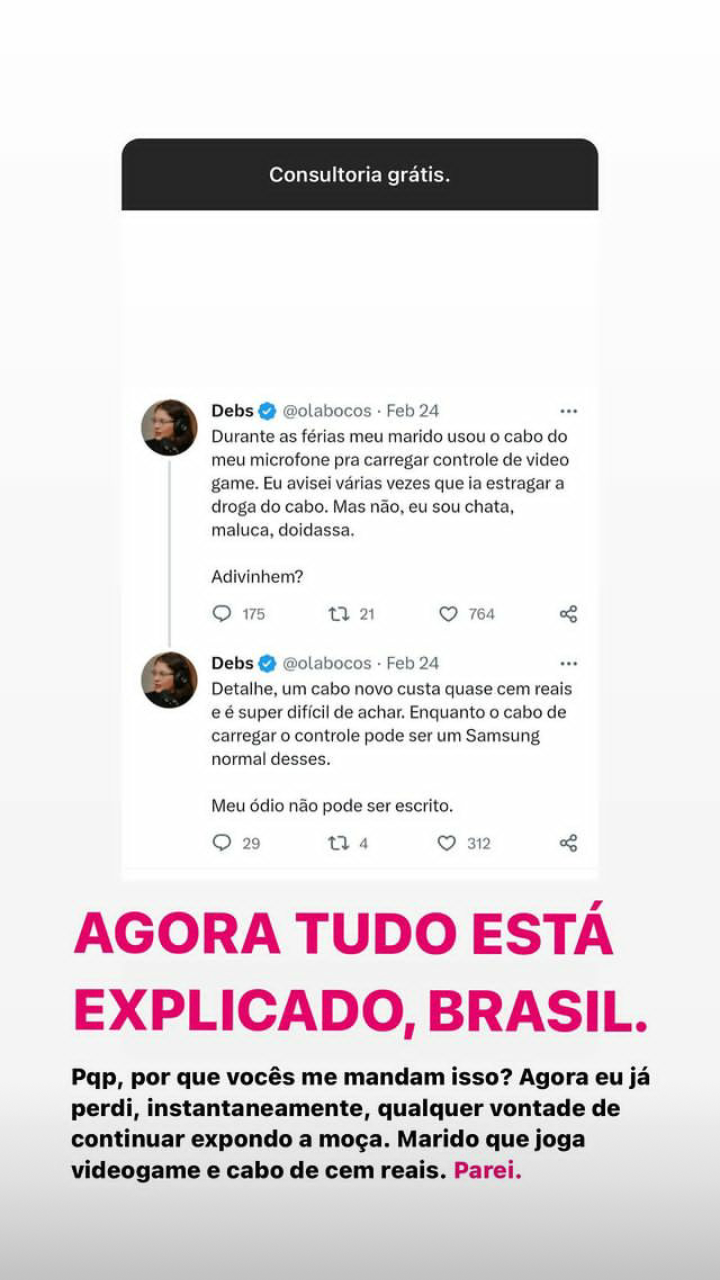 Consultoria grátis.
Debs @olabocos · Feb 24
Durante as férias meu marido usou o cabo do
meu microfone pra carregar controle de video
game. Eu avisei várias vezes que ia estragar a
droga do cabo. Mas não, eu sou chata,
maluca, doidassa.
Adivinhem?
175 21 764
Debs @olabocos · Feb 24
Detalhe, um cabo novo custa quase cem reais
e é super difícil de achar. Enquanto o cabo de
carregar o controle pode ser um Samsung
normal desses.
Meu ódio não pode ser escrito.
29 4 312
AGORA TUDO ESTÁ
EXPLICADO, BRASIL.
Pqp, por que vocês me mandam isso? Agora eu já
perdi, instantaneamente, qualquer vontade de
continuar expondo a moça. Marido que joga
videogame e cabo de cem reais. Parei.